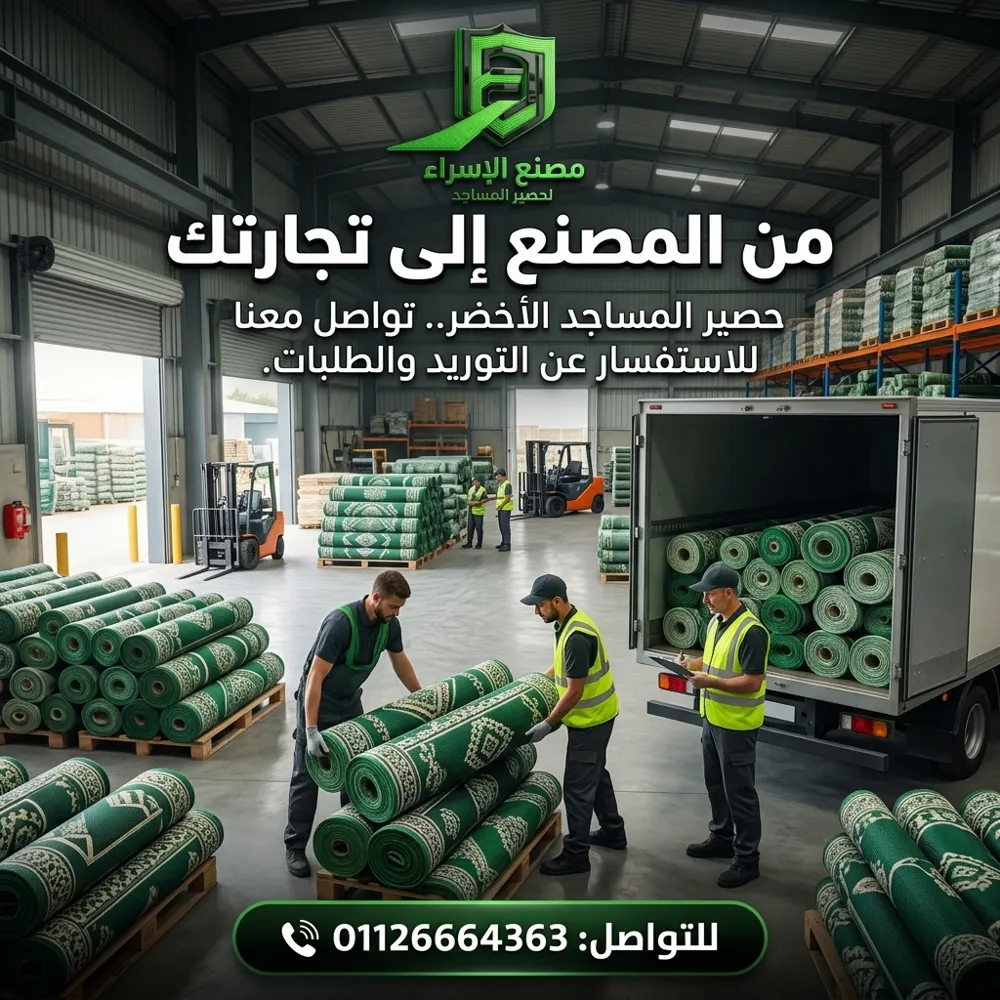 مصنع الإسراء
لحصير المساجد
من المصنع إلى تجارتك
حصير المساجد الأخضر.. تواصل معنا
للاستفسار عن التوريد والطلبات.
للتواصل: 01126664363